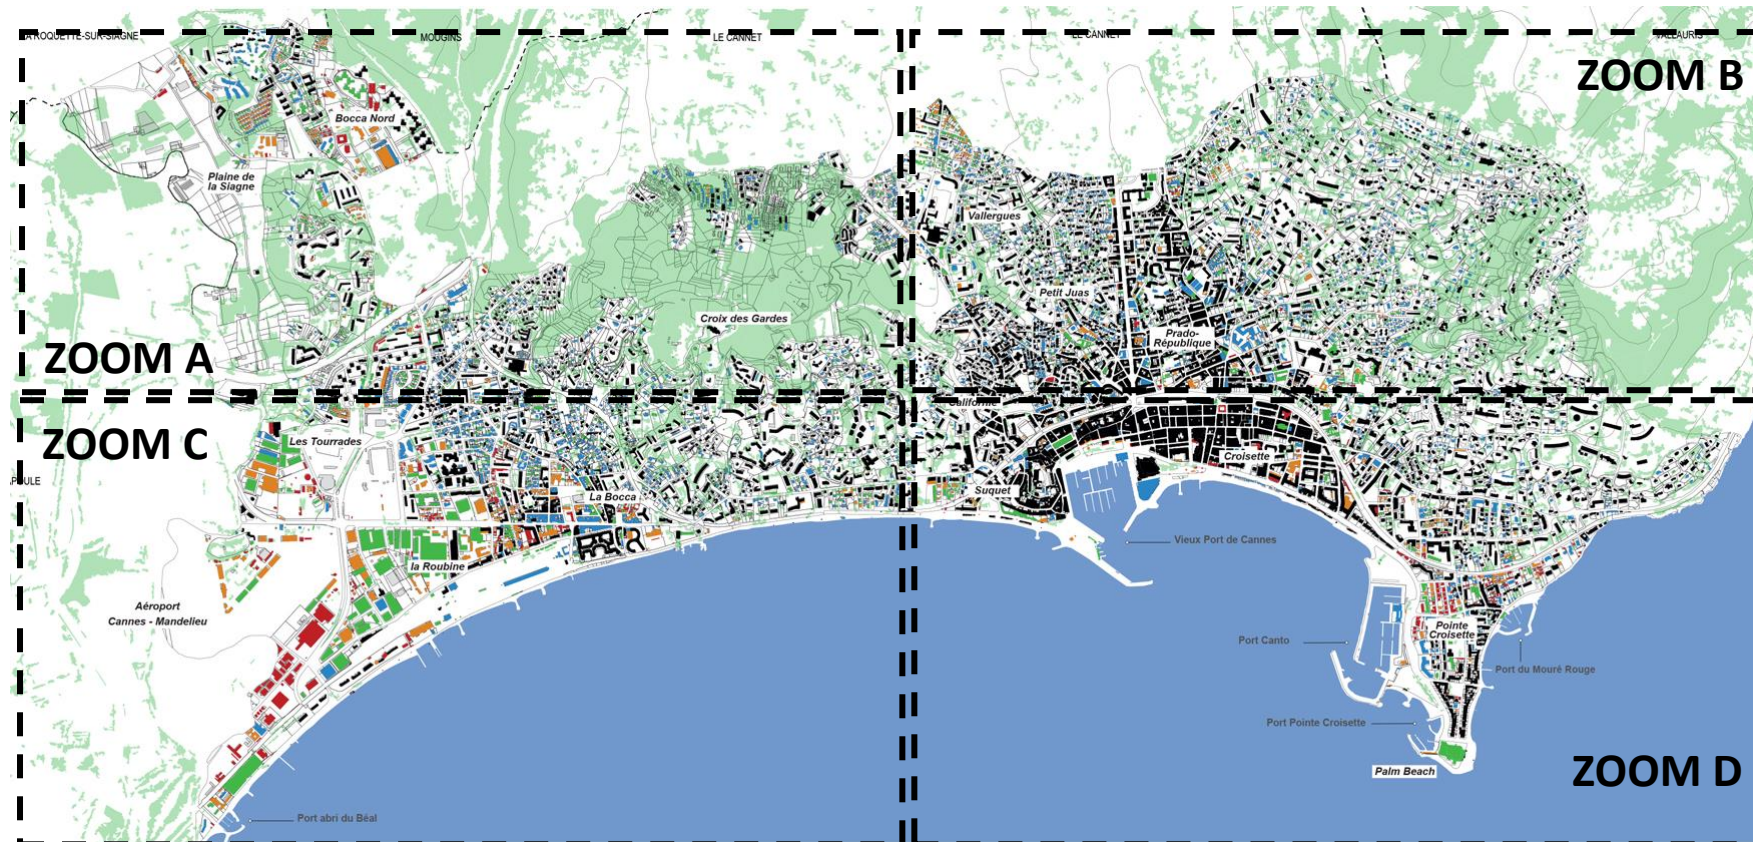 LA ROQUETTE-SUR-SIAGNE
MOUGINS
LE CANNET
LE CANNET
VALLAURIS
ZOOM B
Bocca Nord
Plaine de
la Siagne
Vallergues
Petit Juas
Croix des Gardes
Prado-
République
ZOOM A
Californie
ZOOM C
Les Tourrades
Croisette
La Bocca
Suquet
Vieux Port de Cannes
la Roubine
Aéroport
Cannes - Mandelieu
Pointe
Croisette
Port Canto
Port du Mouré Rouge
Port Pointe Croisette
Palm Beach
ZOOM D
Port abri du Béal